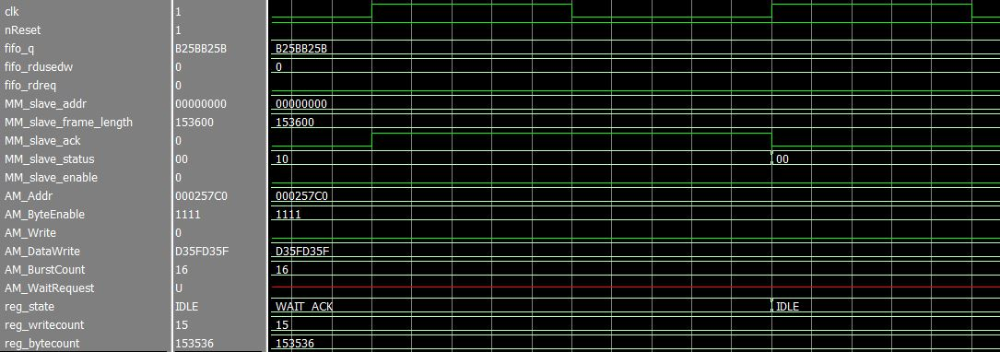 clk 1
nReset 1
fifo_q B25BB25B B25BB25B
fifo_rdusedw 0 0
fifo_rdreq 0
MM_slave_addr 00000000 00000000
MM_slave_frame_length 153600 153600
MM_slave_ack 0
MM_slave_status 00 10 00
MM_slave_enable 0
AM_Addr 000257C0 000257C0
AM_ByteEnable 1111 1111
AM_Write 0
AM_DataWrite D35FD35F D35FD35F
AM_BurstCount 16 16
AM_WaitRequest U
reg_state IDLE WAIT_ACK IDLE
reg_writecount 15 15
reg_bytecount 153536 153536